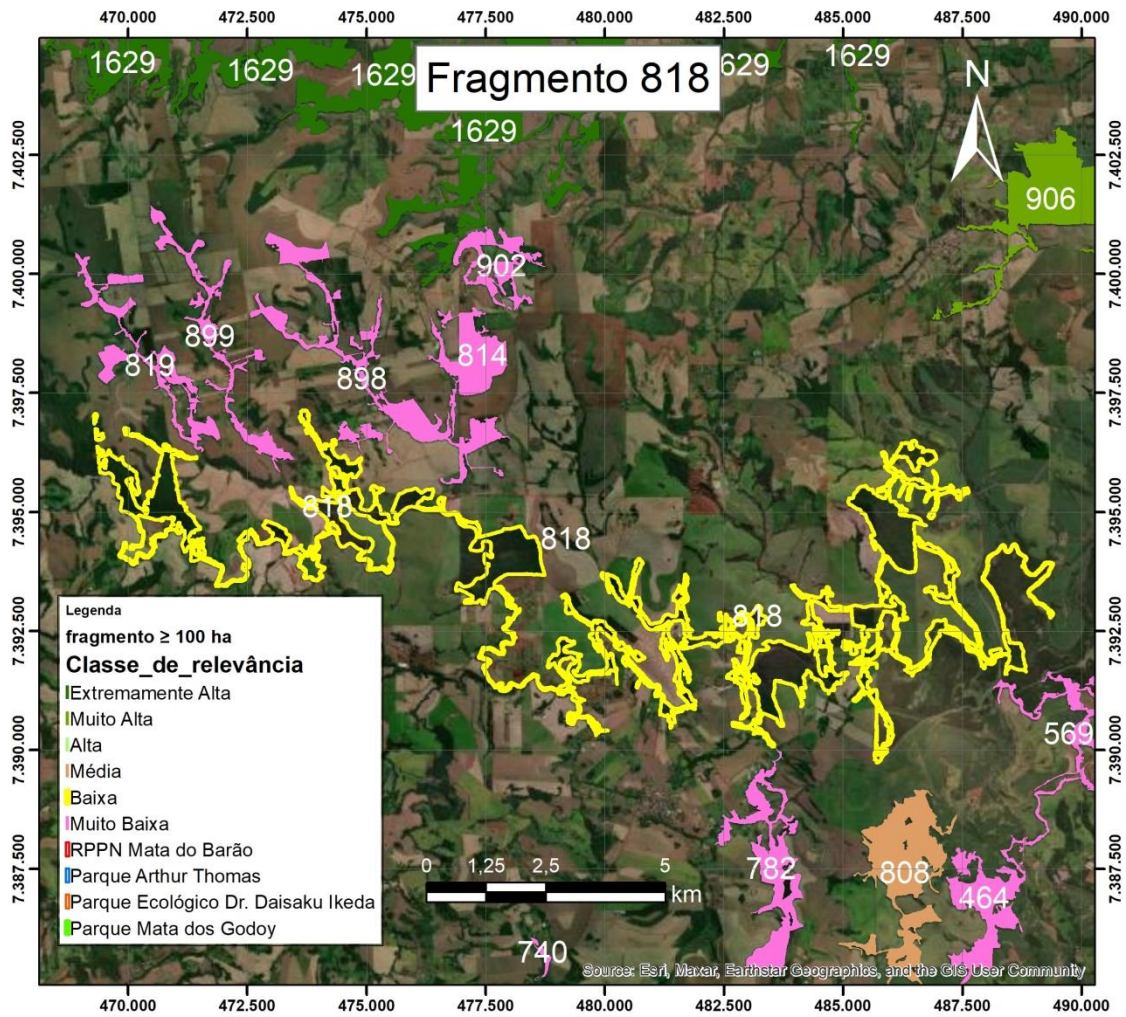 470.000 472.500 475.000 477.500 480.000 482.500 485.000 487.500 490.000
1629 1629 1629 629 1629
Fragmento 818
N
1629
7.402.500 7.402.500
906
7.400.000 902 7.400.000
899
819 898 814
7.397.500 7.397.500
818
7.395.000 818 7.395.000
818
7.392.500 7.392.500
569
7.390.000 7.390.000
782 808 464
7.387.500 7.387.500
740
Legenda
fragmento ≥ 100 ha
Classe_de_relevância
Extremamente Alta
Muito Alta
Alta
Média
Baixa
Muito Baixa
RPPN Mata do Barão
Parque Arthur Thomas
Parque Ecológico Dr. Daisaku Ikeda
Parque Mata dos Godoy
0 1,25 2,5 5
km
Source: Esri, Maxar, Earthstar Geographics, and the GIS User Community
470.000 472.500 475.000 477.500 480.000 482.500 485.000 487.500 490.000